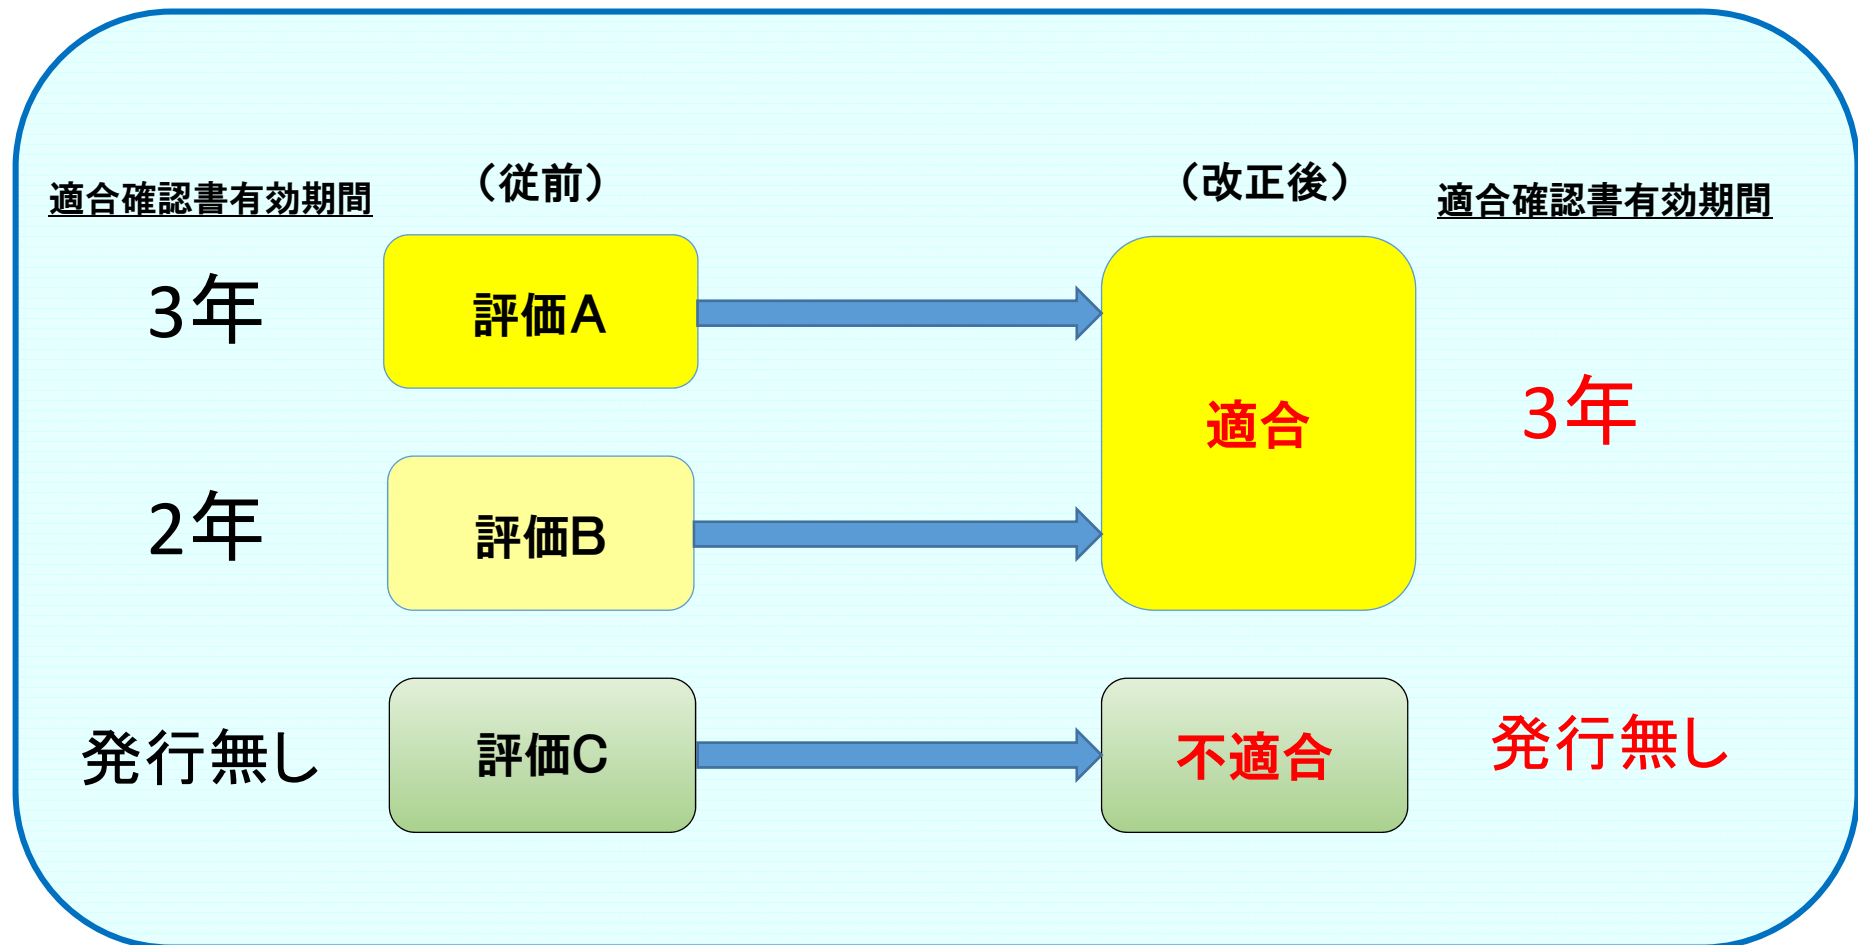 適合確認書有効期間
（従前）
（改正後）
適合確認書有効期間
3年
評価A
適合
3年
2年
評価B
発行無し
評価C
不適合
発行無し